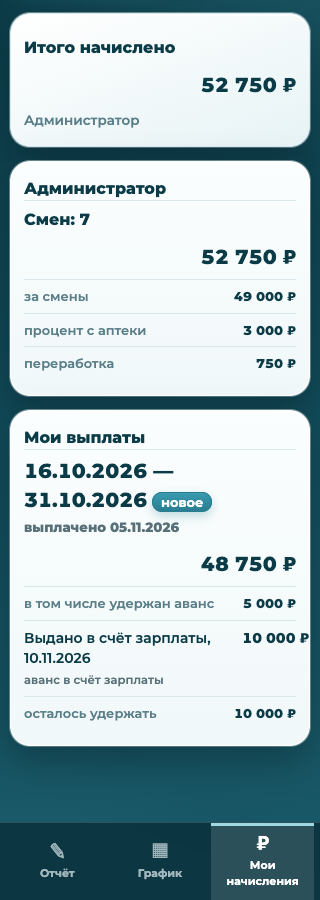 Итого начислено
52 750 ₽
Администратор
Администратор
Смен: 7
52 750 ₽
за смены 49 000 ₽
процент с аптеки 3 000 ₽
переработка 750 ₽
Мои выплаты
16.10.2026 —
31.10.2026 новое
выплачено 05.11.2026
48 750 ₽
в том числе удержан аванс 5 000 ₽
Выдано в счёт зарплаты, 10 000 ₽
10.11.2026
аванс в счёт зарплаты
осталось удержать 10 000 ₽
✎ ▦ ₽
Отчёт График Мои
начисления